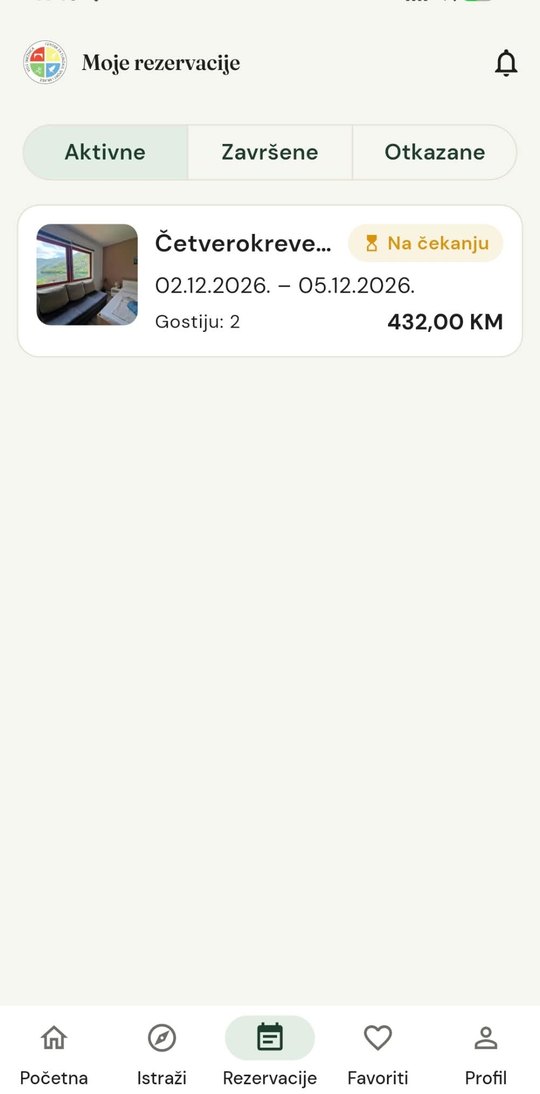 Moje rezervacije
Aktivne
Završene
Otkazane
Četverokreve...
Na čekanju
02.12.2026. – 05.12.2026.
Gostiju: 2
432,00 KM
Početna
Istraži
Rezervacije
Favoriti
Profil